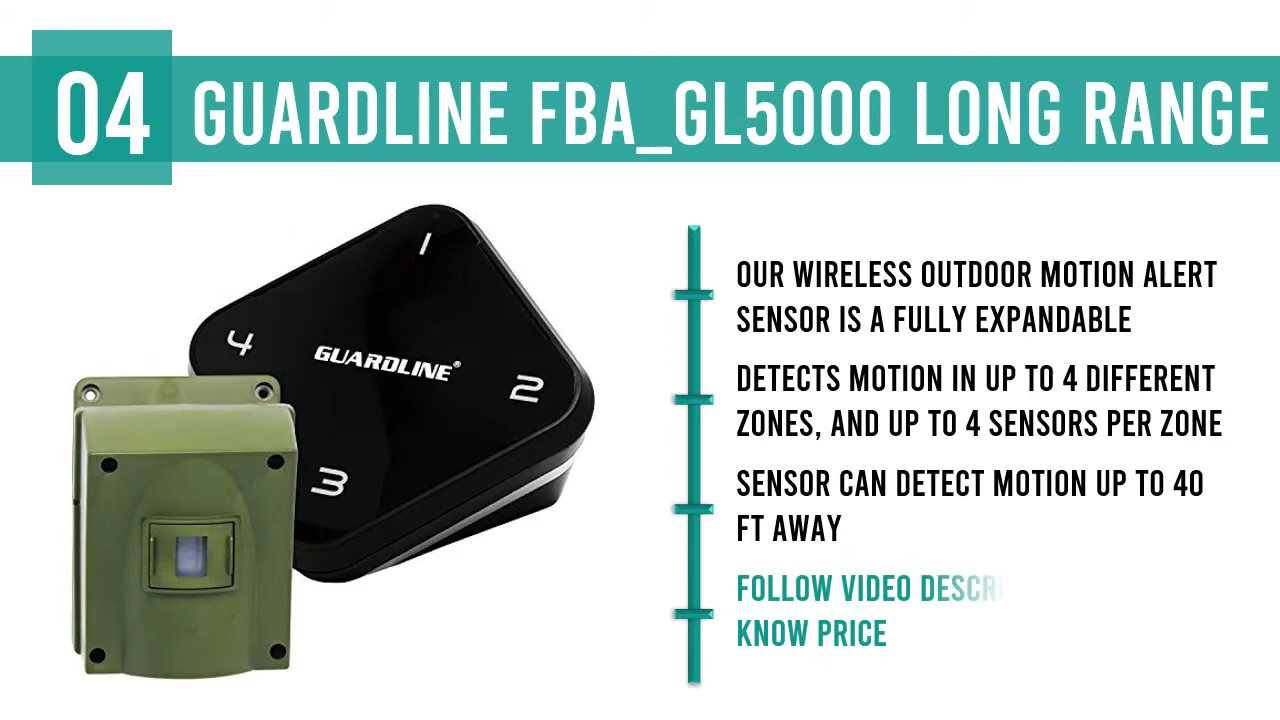 04 GUARDLINE FBA_GL5000 LONG RANGE
1
4 GUARDLINE® 2
3
OUR WIRELESS OUTDOOR MOTION ALERT
SENSOR IS A FULLY EXPANDABLE
DETECTS MOTION IN UP TO 4 DIFFERENT
ZONES, AND UP TO 4 SENSORS PER ZONE
SENSOR CAN DETECT MOTION UP TO 40
FT AWAY
FOLLOW VIDEO
KNOW PRICE